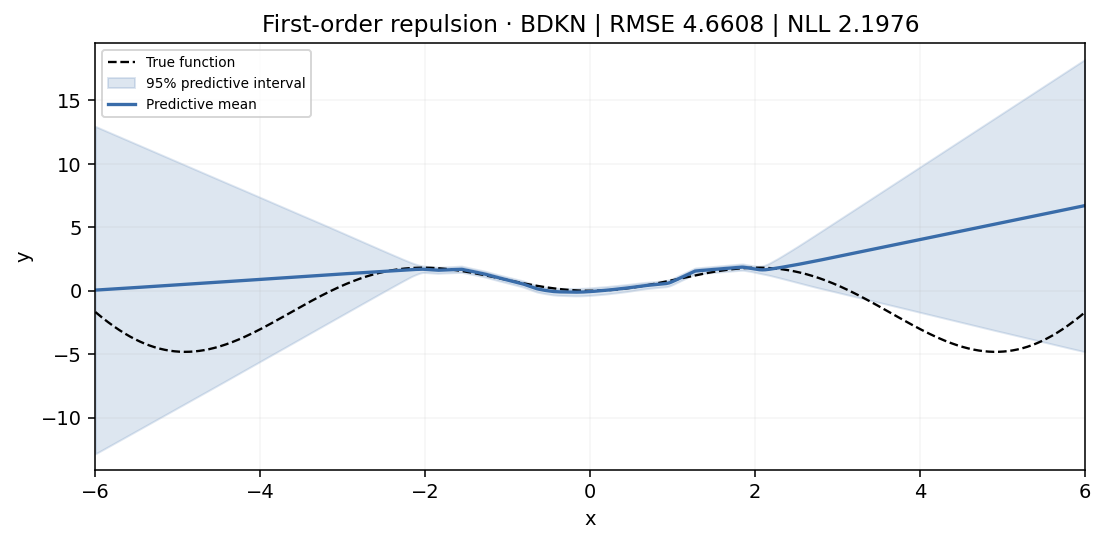 First-order repulsion · BDKN | RMSE 4.6608 | NLL 2.1976
True function
95% predictive interval
Predictive mean
15
10
5
0
−5
−10
y
−6
−4
−2
0
2
4
6
x